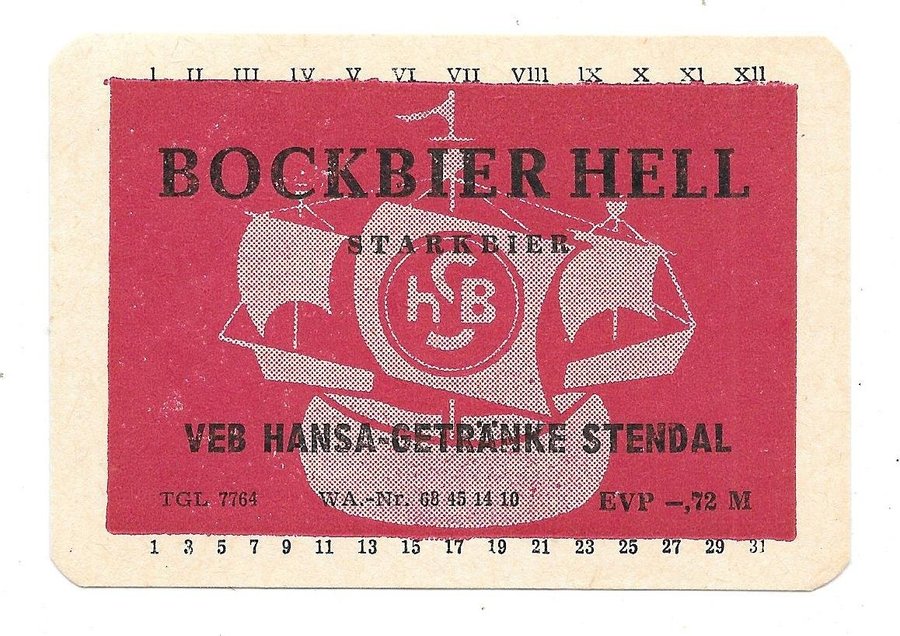 I II III IV V VI VII VIII IX X XI XII
BOCKBIER HELL
STARKBIER
HSB
VEB HANSA-GETRÄNKE STENDAL
TGL 7764 WA.-Nr. 68 45 14 10 EVP –,72 M
1 3 5 7 9 11 13 15 17 19 21 23 25 27 29 31